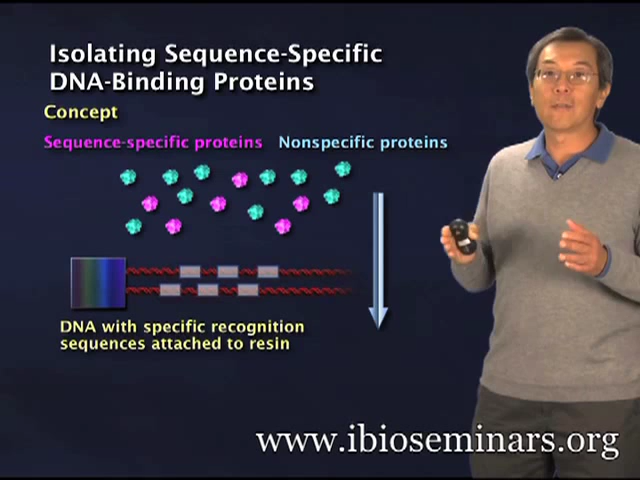 Isolating Sequence-Specific
DNA-Binding Proteins
Concept
Sequence-specific proteins Nonspecific proteins
DNA with specific recognition
sequences attached to resin
www.ibioseminars.org